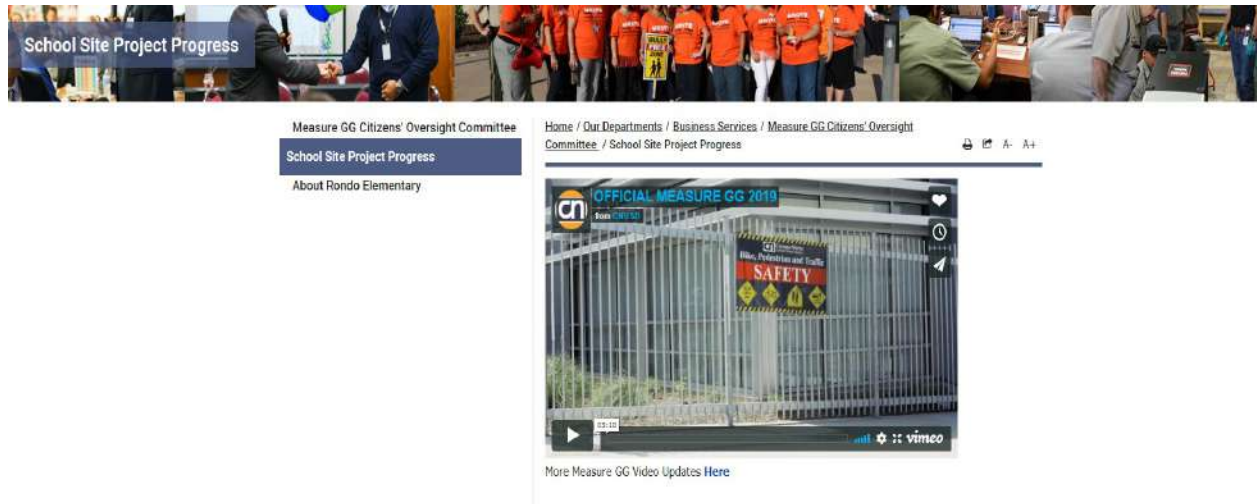 School Site Project Progress
Measure GG Citizens' Oversight Committee
School Site Project Progress
About Rondo Elementary
Home / Our Departments / Business Services / Measure GG Citizens' Oversight
Committee / School Site Project Progress
A- A+
cn
OFFICIAL MEASURE GG 2019
from CNUSD
Bike, Pedestrian and Traffic
SAFETY
03:10
vimeo
More Measure GG Video Updates Here